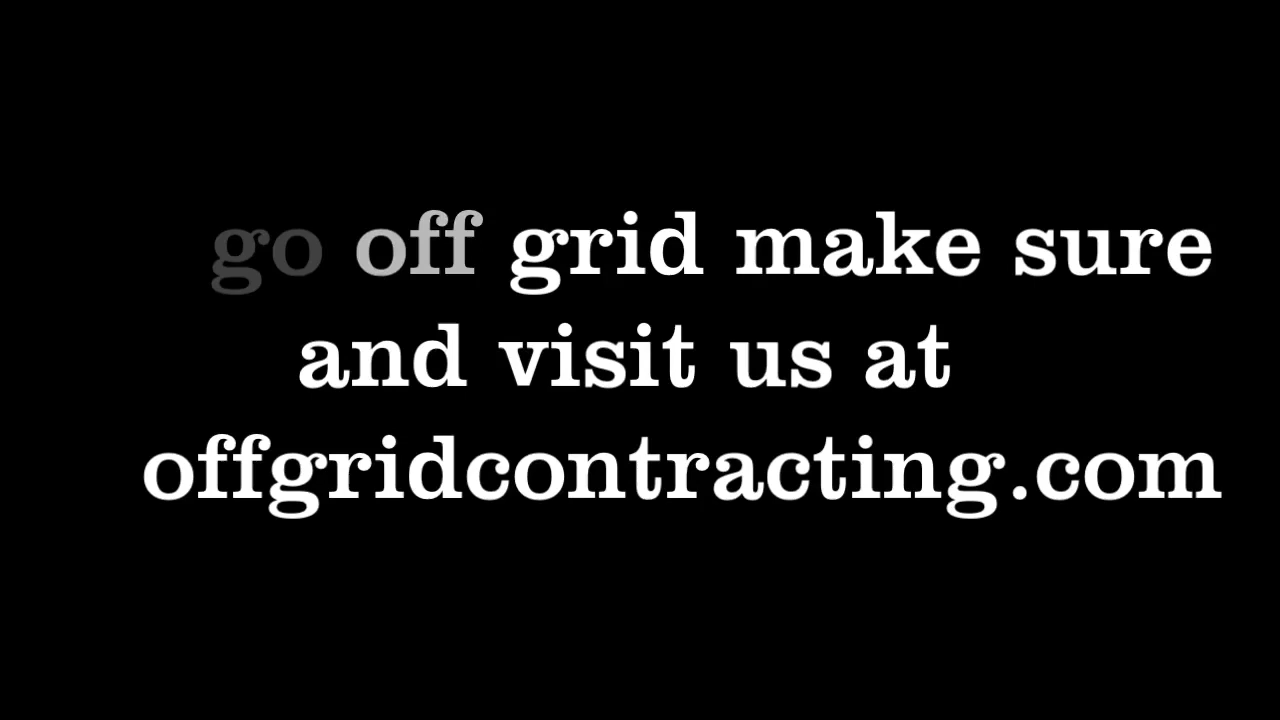 go off grid make sure
and visit us at
offgridcontracting.com